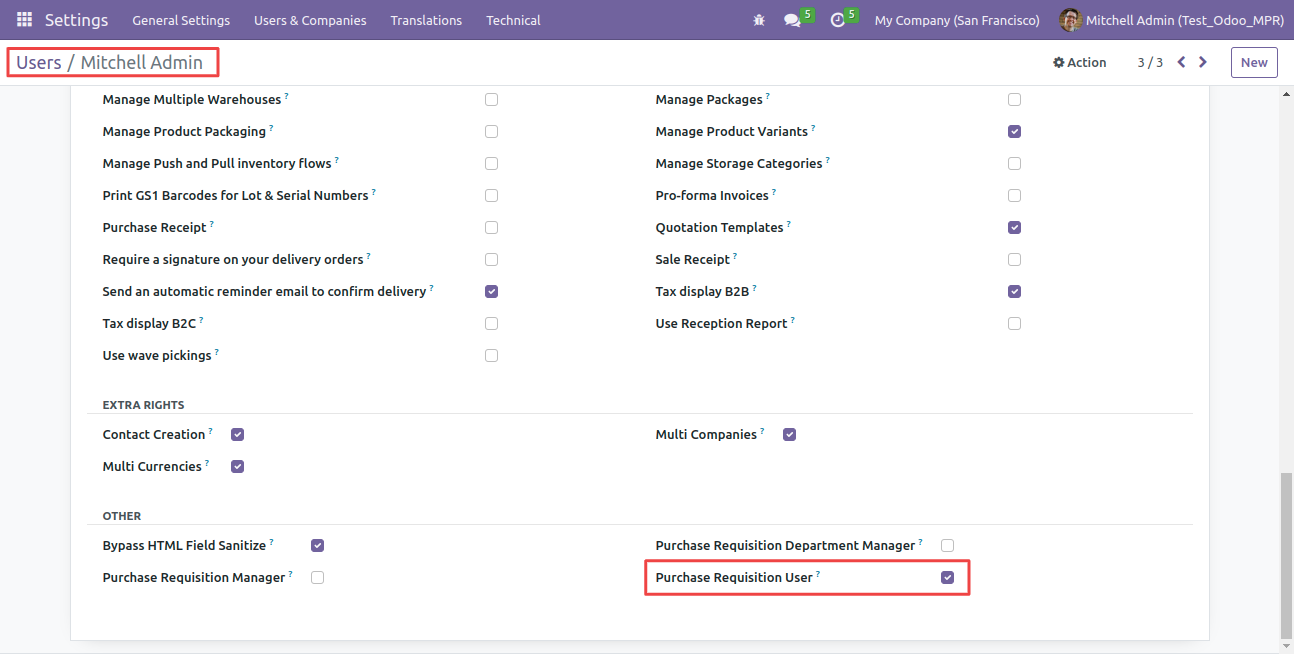 Settings General Settings Users & Companies Translations Technical 5 5 My Company (San Francisco) Mitchell Admin (Test_Odoo_MPR)
Users / Mitchell Admin Action 3 / 3 New
Manage Multiple Warehouses ? Manage Packages ?
Manage Product Packaging ? Manage Product Variants ?
Manage Push and Pull inventory flows ? Manage Storage Categories ?
Print GS1 Barcodes for Lot & Serial Numbers ? Pro-forma Invoices ?
Purchase Receipt ? Quotation Templates ?
Require a signature on your delivery orders ? Sale Receipt ?
Send an automatic reminder email to confirm delivery ? Tax display B2B ?
Tax display B2C ? Use Reception Report ?
Use wave pickings ?
EXTRA RIGHTS
Contact Creation ? Multi Companies ?
Multi Currencies ?
OTHER
Bypass HTML Field Sanitize ? Purchase Requisition Department Manager ?
Purchase Requisition Manager ? Purchase Requisition User ?